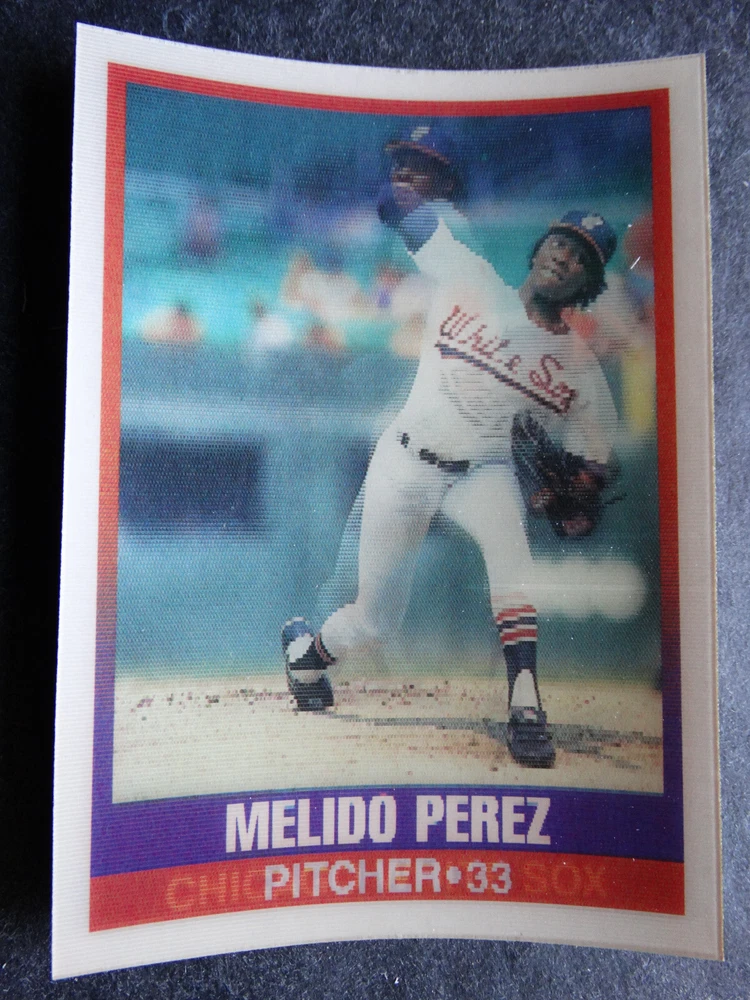 White Sox
MELIDO PEREZ
PITCHER•33
CHIC SOX